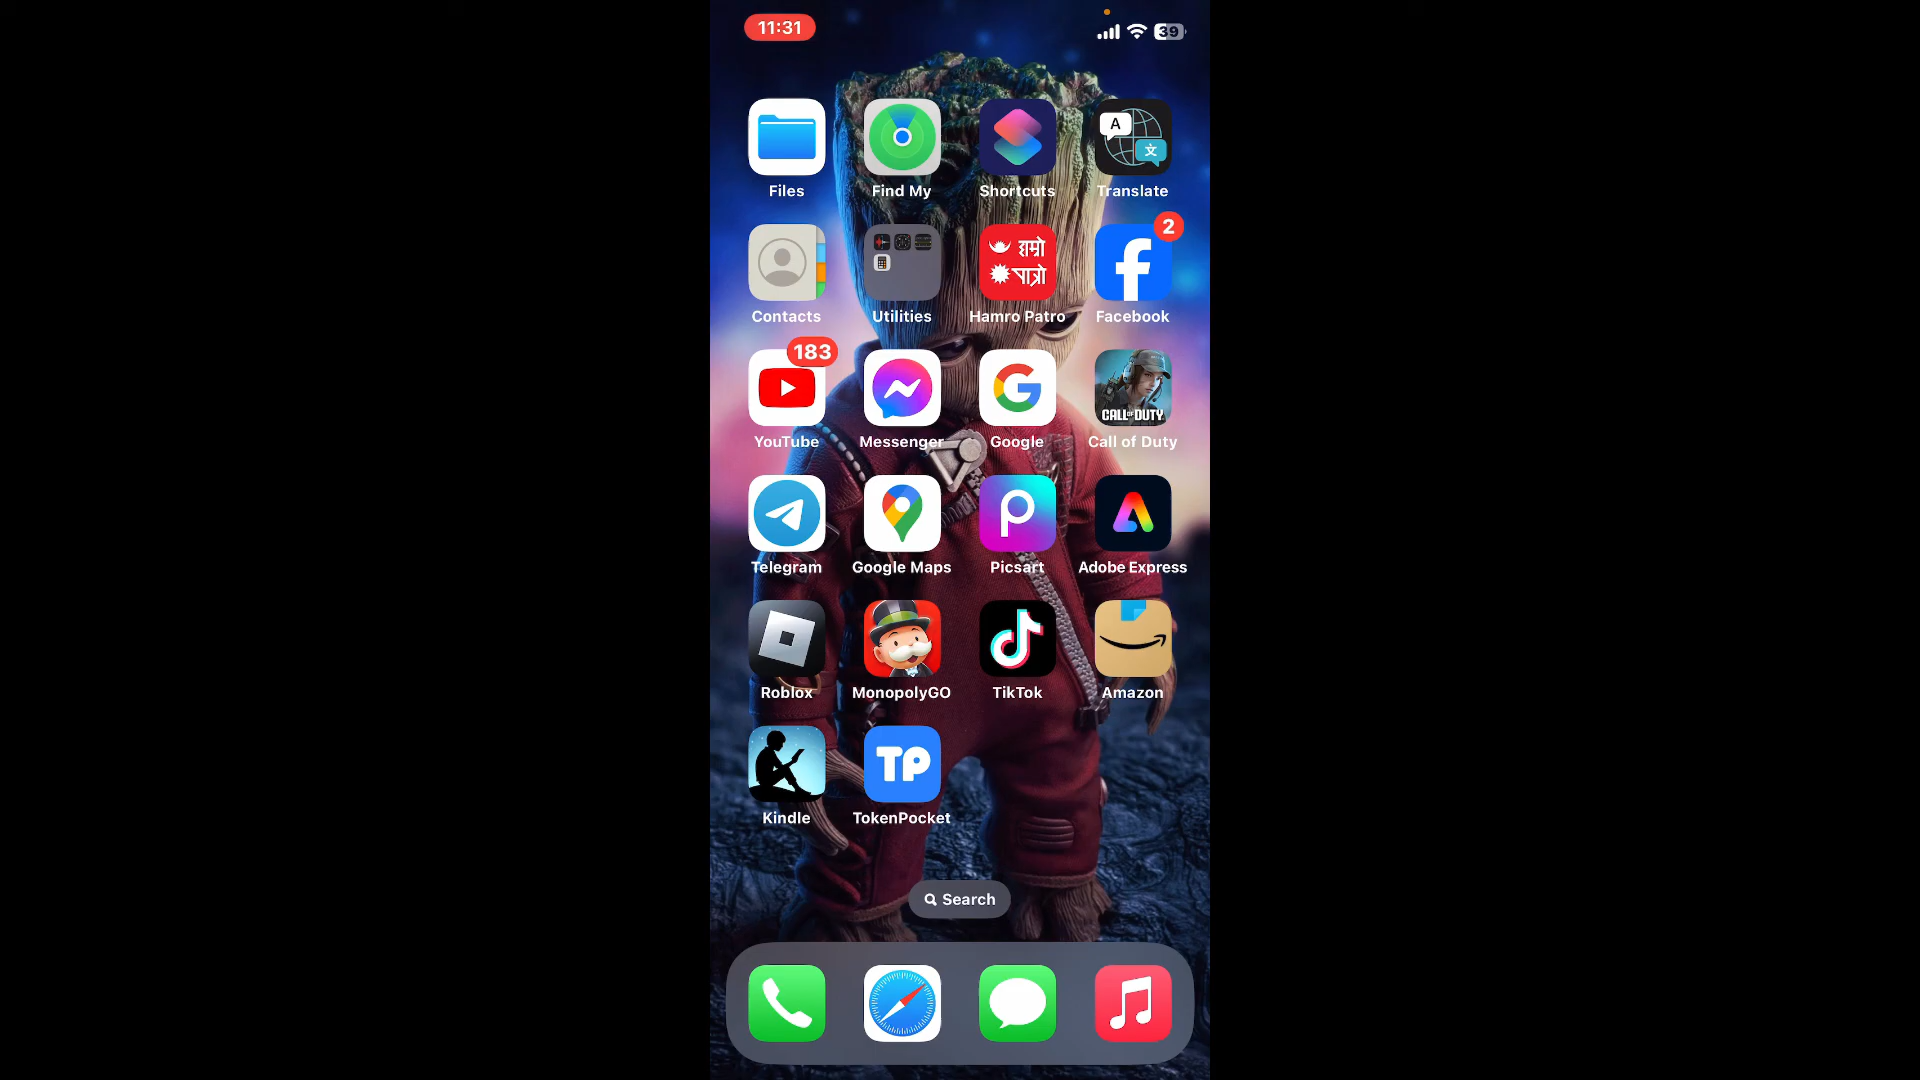 11:31
39
A
文
Files
Find My
Shortcuts
Translate
हाम्रो
पात्रो
2
Contacts
Utilities
Hamro Patro
Facebook
183
CALL OF DUTY
YouTube
Messenger
Google
Call of Duty
Telegram
Google Maps
Picsart
Adobe Express
Roblox
MonopolyGO
TikTok
Amazon
TP
Kindle
TokenPocket
Search